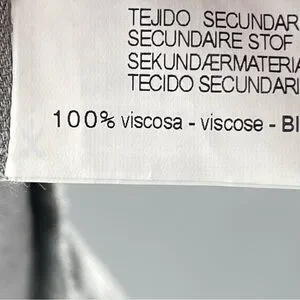 TEJIDO SECUNDAR
SECUNDAIRE STOF
SEKUNDÆRMATERIA
TECIDO SECUNDARI
100% viscosa - viscose - BI